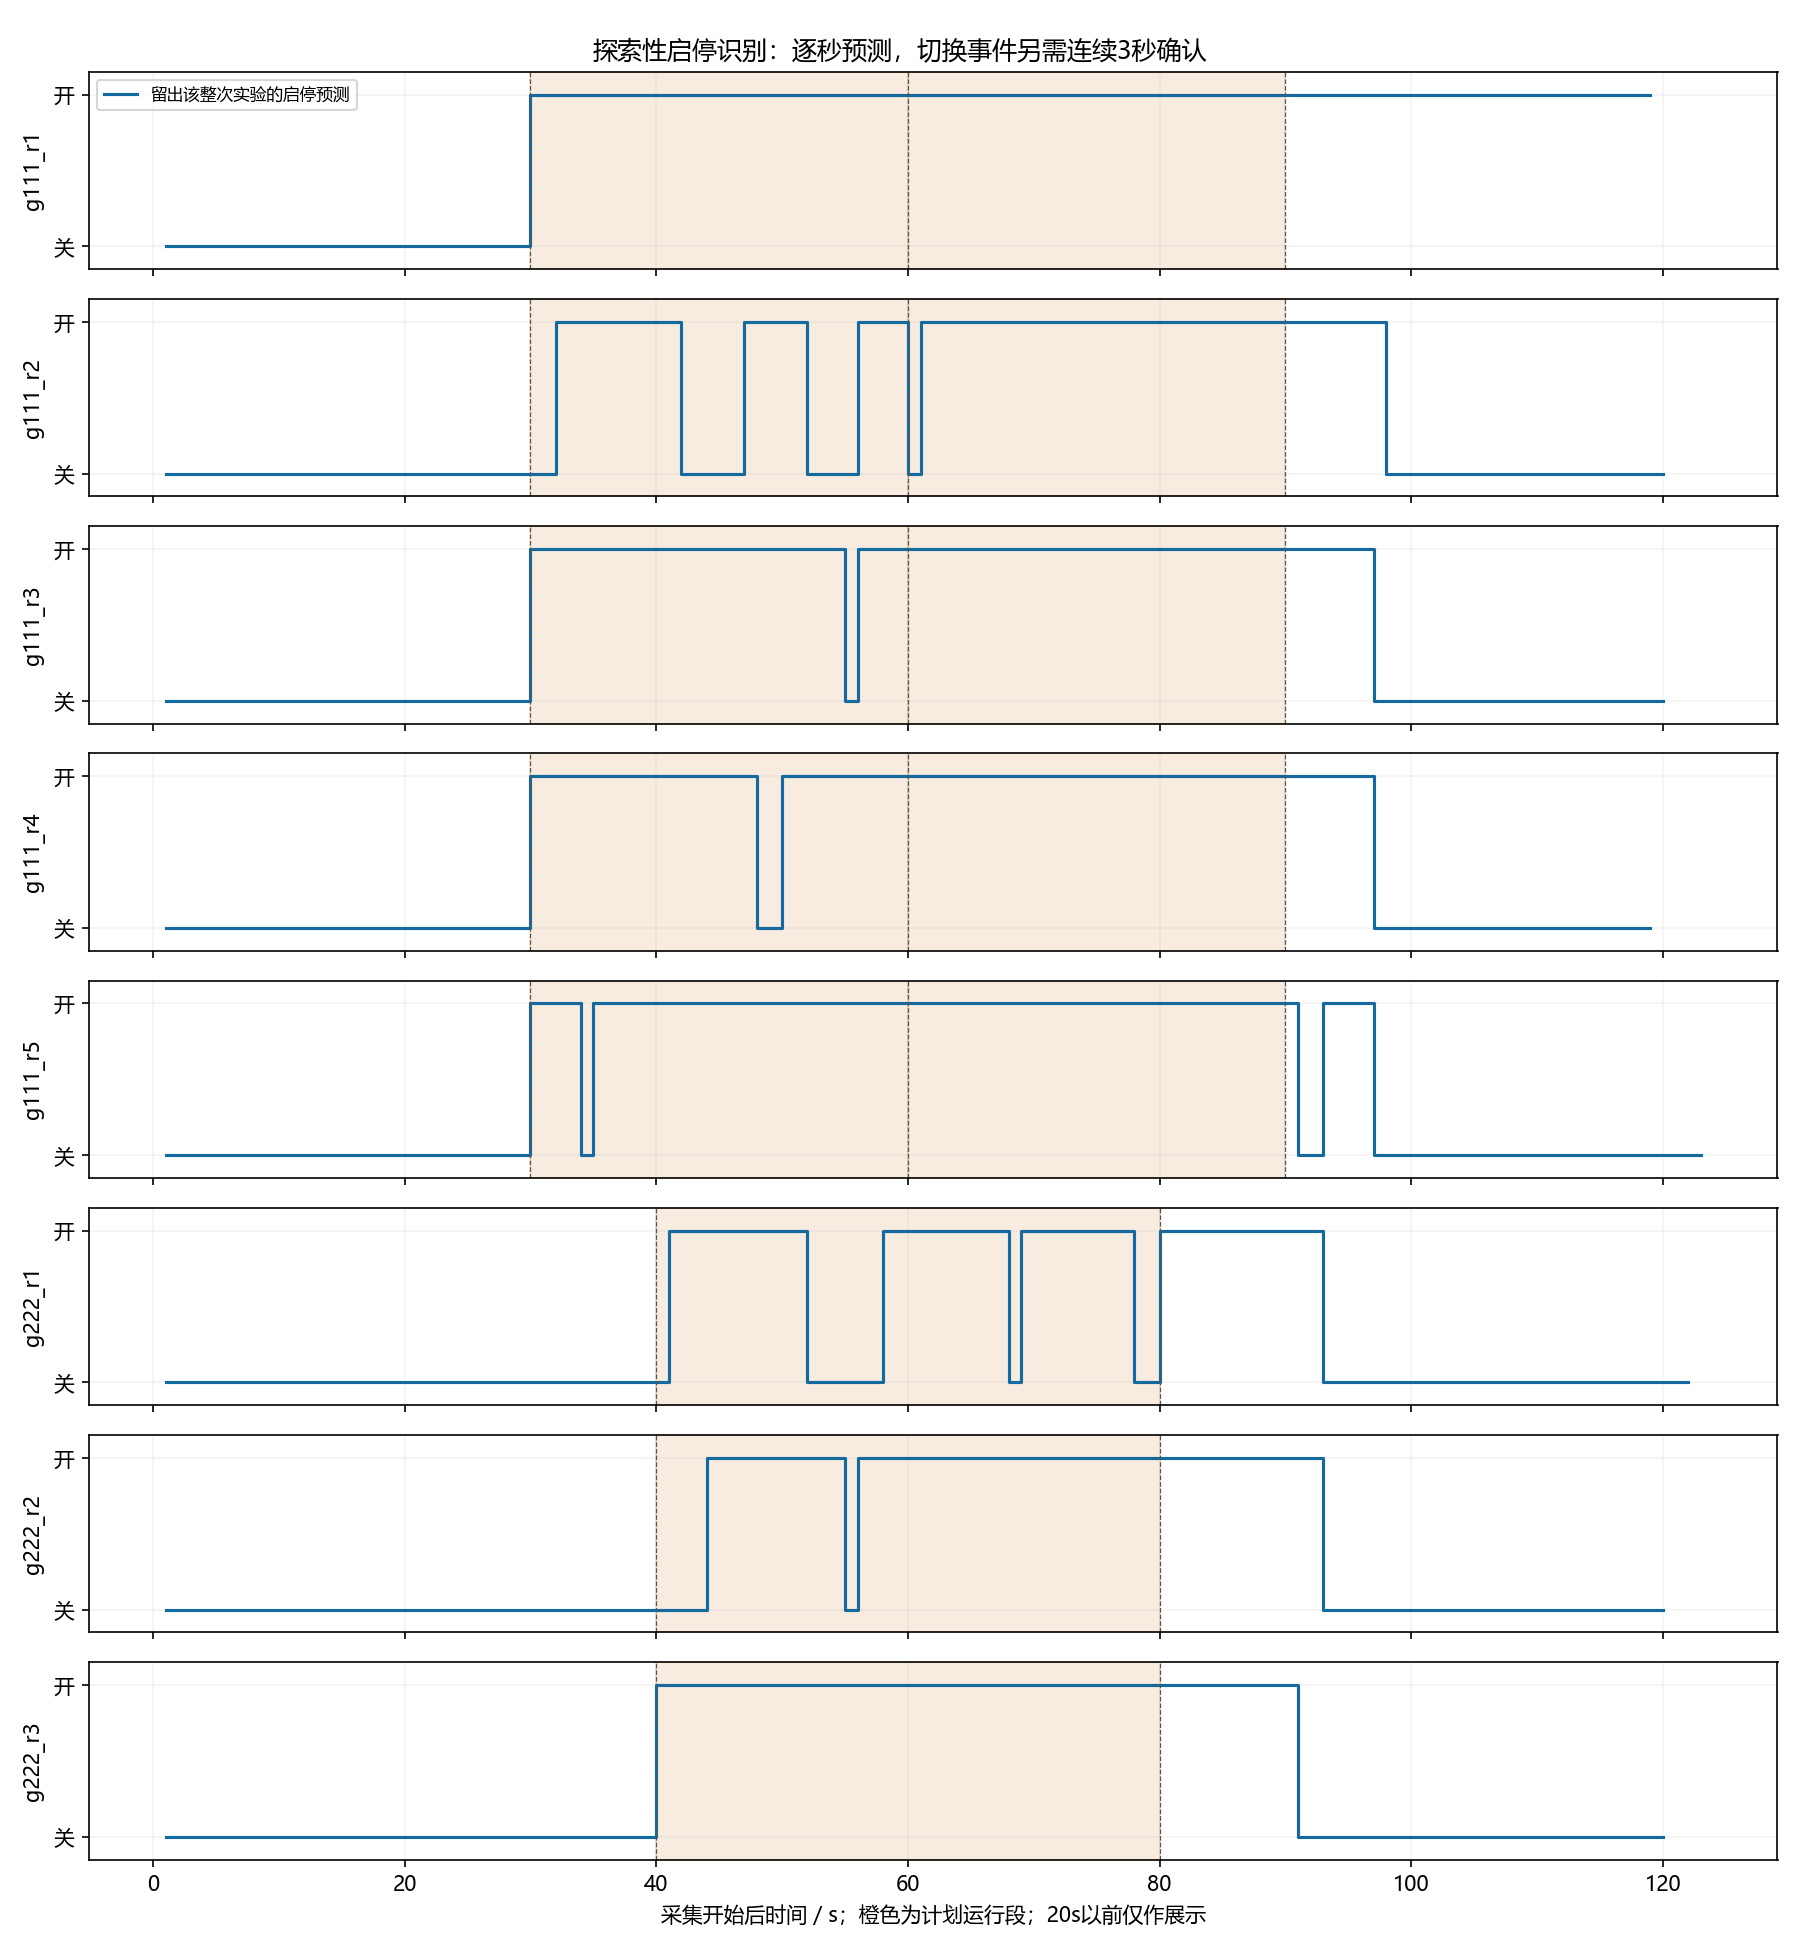 探索性启停识别：逐秒预测，切换事件另需连续3秒确认
留出该整次实验的启停预测
开
关
g111_r1
开
关
g111_r2
开
关
g111_r3
开
关
g111_r4
开
关
g111_r5
开
关
g222_r1
开
关
g222_r2
开
关
g222_r3
0 20 40 60 80 100 120
采集开始后时间 / s；橙色为计划运行段；20s以前仅作展示